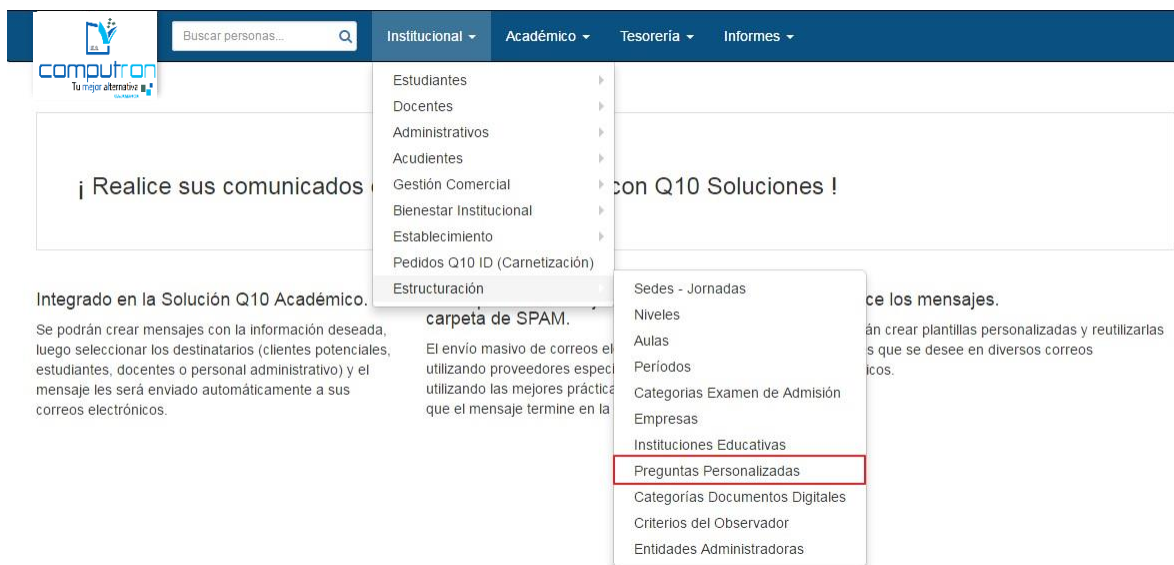 computron
Tu mejor alternativa
Buscar personas...
Institucional
Académico
Tesorería
Informes
Estudiantes
Docentes
Administrativos
Acudientes
Gestión Comercial
Bienestar Institucional
Establecimiento
Pedidos Q10 ID (Carnetización)
Estructuración
Sedes - Jornadas
Niveles
Aulas
Períodos
Categorias Examen de Admisión
Empresas
Instituciones Educativas
Preguntas Personalizadas
Categorías Documentos Digitales
Criterios del Observador
Entidades Administradoras
¡ Realice sus comunicados
con Q10 Soluciones !
Integrado en la Solución Q10 Académico.
Se podrán crear mensajes con la información deseada,
luego seleccionar los destinatarios (clientes potenciales,
estudiantes, docentes o personal administrativo) y el
mensaje les será enviado automáticamente a sus
correos electrónicos.
carpeta de SPAM.
El envío masivo de correos
utilizando proveedores
utilizando las mejores
que el mensaje termine en la
los mensajes.
crear plantillas personalizadas y reutilizarlas
que se desee en diversos correos